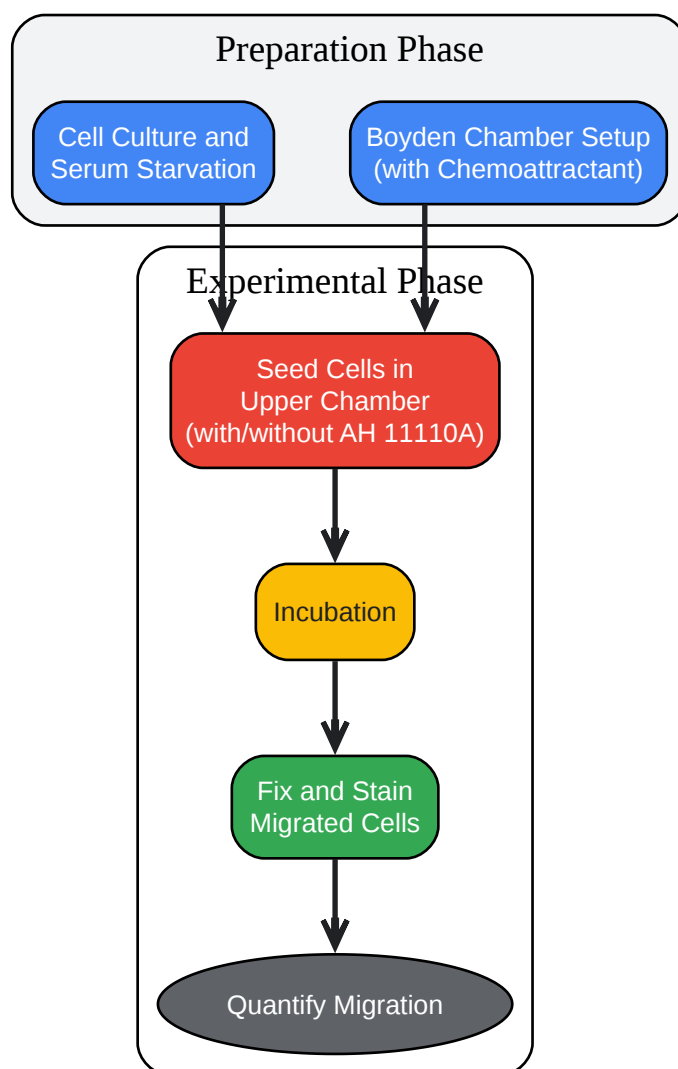 Preparation Phase
Cell Culture and
Serum Starvation
Boyden Chamber Setup
(with Chemoattractant)
Experimental Phase
Seed Cells in
Upper Chamber
(with/without AH 11110A)
Incubation
Fix and Stain
Migrated Cells
Quantify Migration